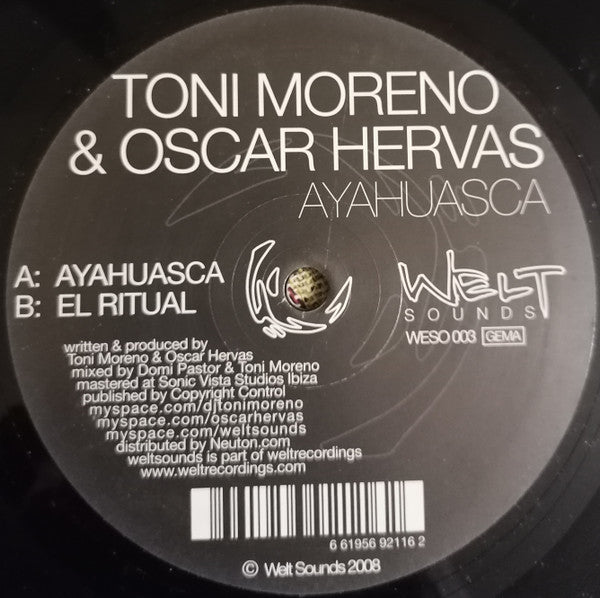 TONI MORENO
& OSCAR HERVAS
AYAHUASCA
A: AYAHUASCA
B: EL RITUAL
WELT
SOUNDS
WESO 003 GEMA
written & produced by
Toni Moreno & Oscar Hervas
mixed by Domi Pastor & Toni Moreno
mastered at Sonic Vista Studios Ibiza
published by Copyright Control
myspace.com/djtonimoreno
myspace.com/oscarhervas
myspace.com/weltsounds
distributed by Neuton.com
weltsounds is part of weltrecordings
www.weltrecordings.com
6 61956 92116 2
© Welt Sounds 2008